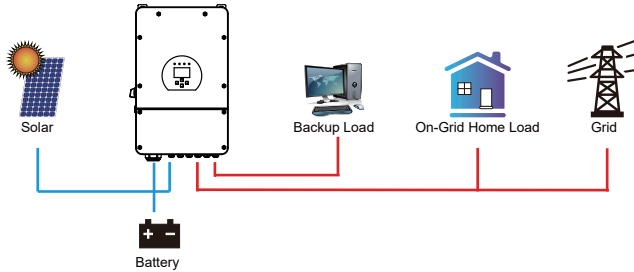 Solar
Backup Load
On-Grid Home Load
Grid
Battery